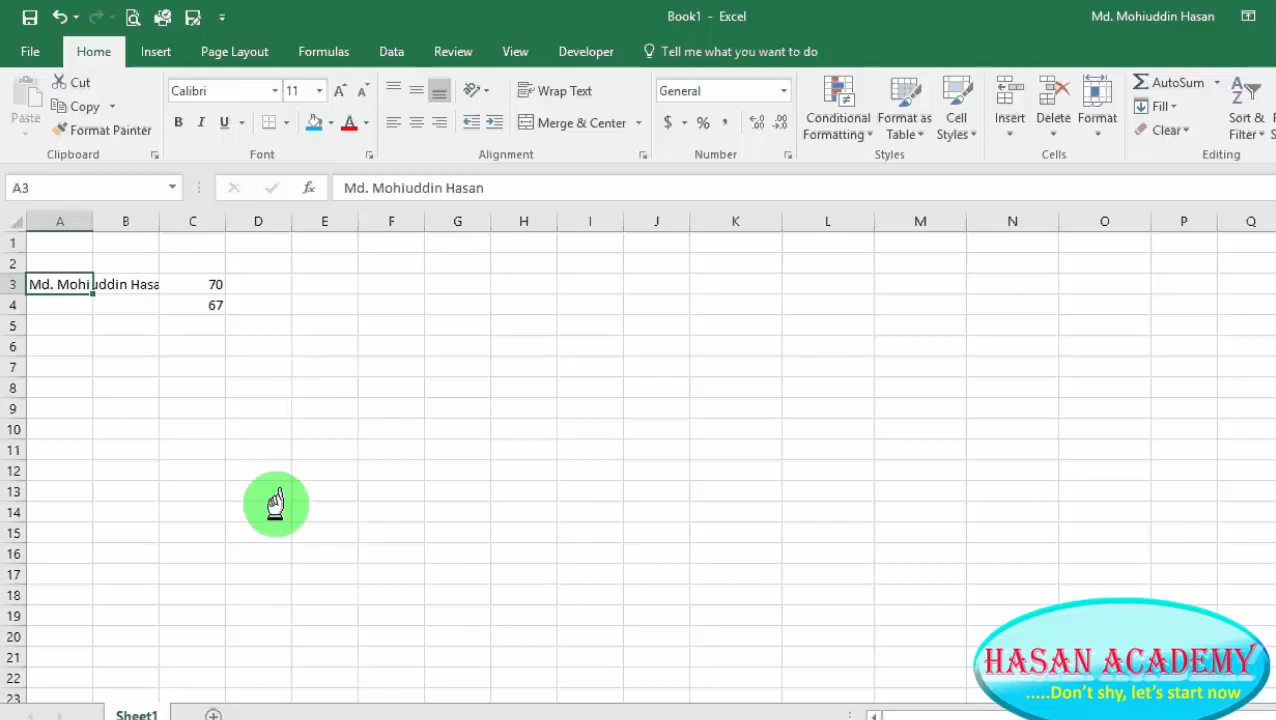 Book1 - Excel
Md. Mohiuddin Hasan
File Home Insert Page Layout Formulas Data Review View Developer Tell me what you want to do
Paste
Cut
Copy
Format Painter
Clipboard
Calibri 11
B I U
Font
Wrap Text
Merge & Center
Alignment
General
$ % ,
Number
Conditional Formatting
Format as Table
Cell Styles
Styles
Insert
Delete
Format
Cells
AutoSum
Fill
Clear
Sort & Filter
Editing
A3 fx Md. Mohiuddin Hasan
A B C D E F G H I J K L M N O P Q
1
2
3 Md. Mohiuddin Hasa 70
4 67
5
6
7
8
9
10
11
12
13
14
15
16
17
18
19
20
21
22
23
HASAN ACADEMY
.....Don't shy, let's start now
Sheet1